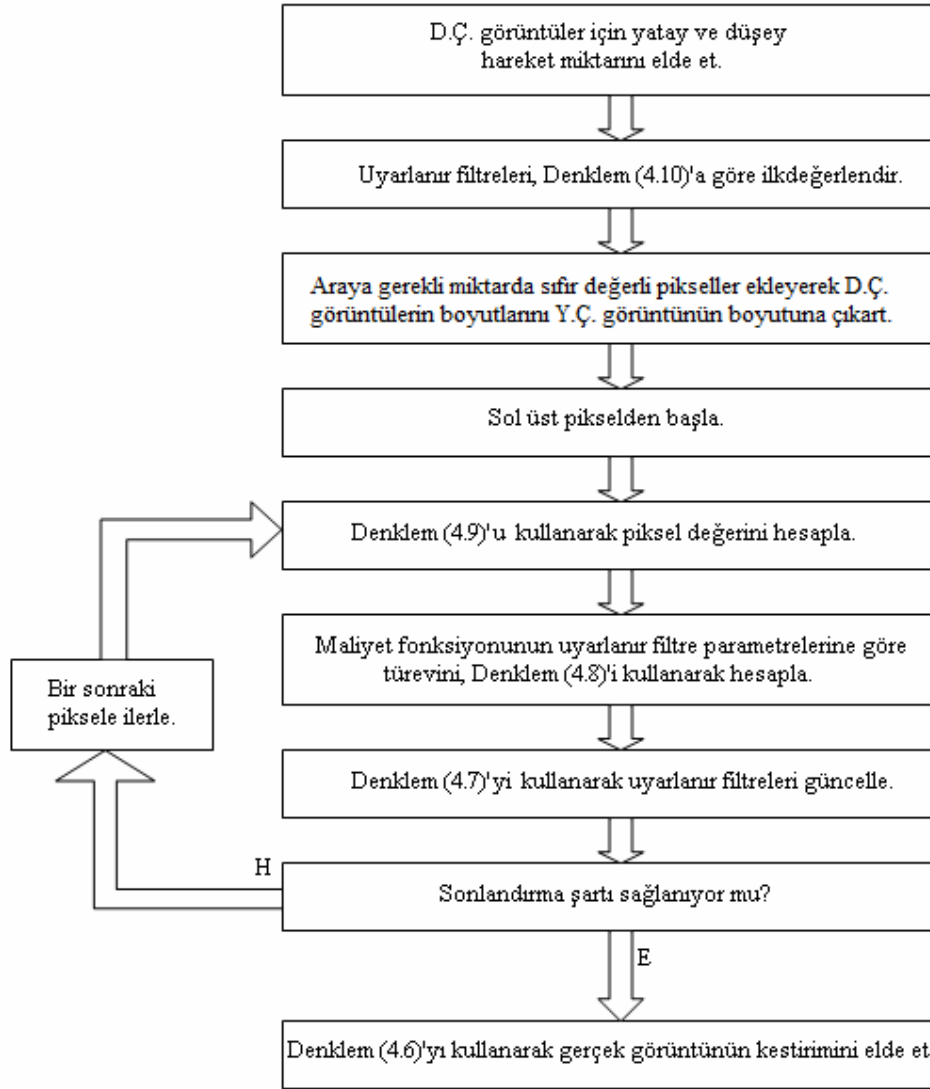 D.Ç. görüntüler için yatay ve düşey
hareket miktarını elde et.
Uyarlanır filtreleri, Denklem (4.10)'a göre ilkdeğerlendir.
Araya gerekli miktarda sıfır değerli pikseller ekleyerek D.Ç.
görüntülerin boyutlarını Y.Ç. görüntünün boyutuna çıkart.
Sol üst pikselden başla.
Denklem (4.9)'u kullanarak piksel değerini hesapla.
Maliyet fonksiyonunun uyarlanır filtre parametrelerine göre
türevini, Denklem (4.8)'i kullanarak hesapla.
Bir sonraki
piksele ilerle.
Denklem (4.7)'yi kullanarak uyarlanır filtreleri güncelle.
H
Sonlandırma şartı sağlanıyor mu?
E
Denklem (4.6)'yı kullanarak gerçek görüntünün kestirimini elde et